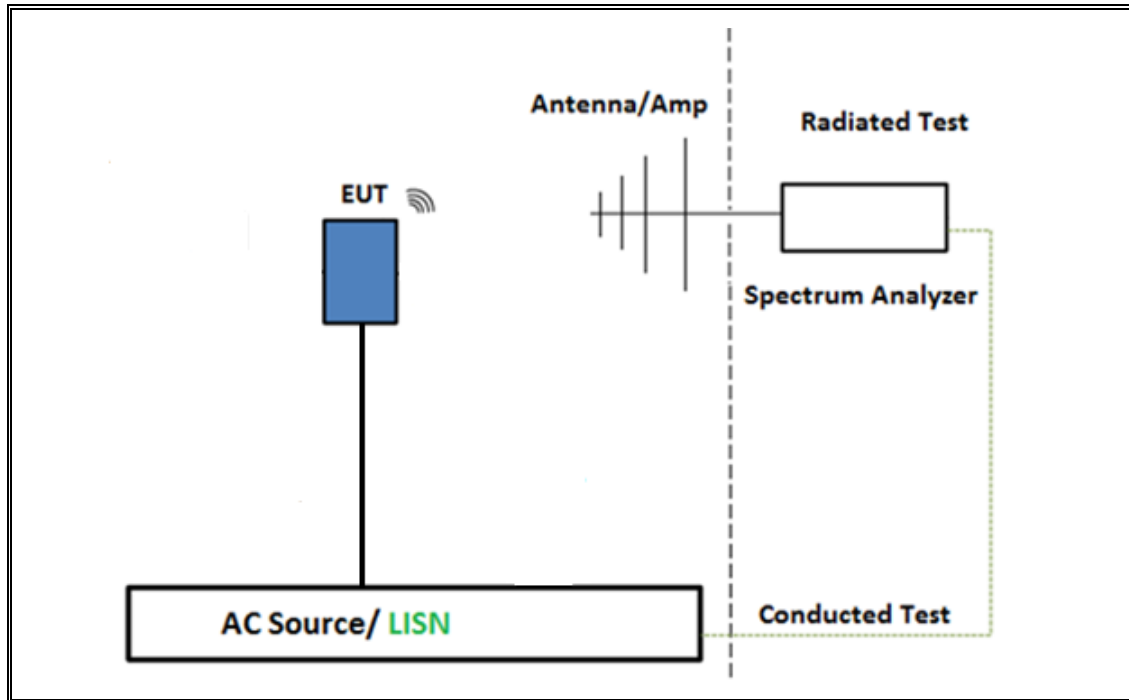 Antenna/Amp
Radiated Test
EUT
Spectrum Analyzer
AC Source/ LISN
Conducted Test